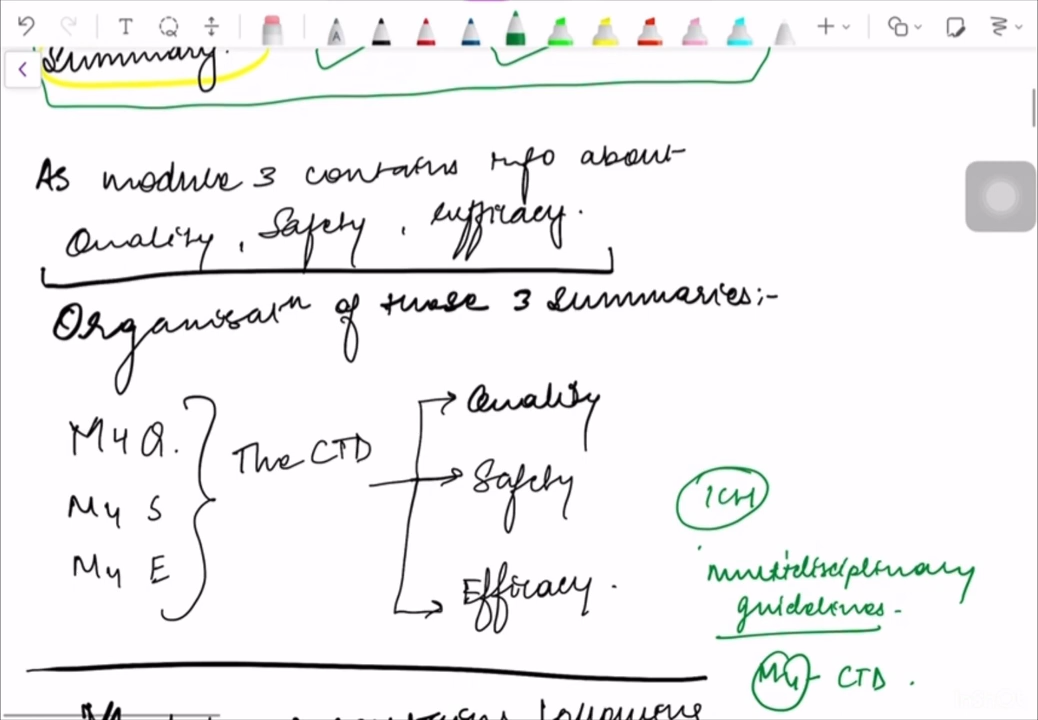 Summary.
As module 3 contains info about
Quality, Safety, efficacy.
Organisatn of these 3 Summaries:-
M4 Q.
The CTD
Quality
M4 S
Safety
M4 E
Efficacy.
ICH
multidisciplinary
guidelines-
M4- CTD.